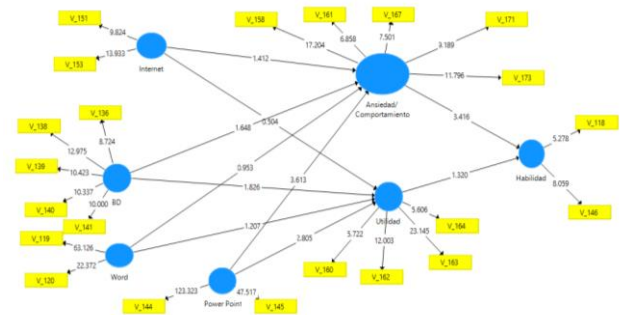 V_151
9.824
V_153
13.933
Internet
V_158
17.204
V_161
6.858
V_167
7.501
V_171
3.189
V_173
11.796
Ansiedad/
Comportamiento
1.412
0.504
V_136
8.724
V_138
12.975
V_139
10.423
V_140
10.337
V_141
10.000
BD
1.648
1.826
0.953
3.613
3.416
V_118
5.278
V_146
8.059
Habilidad
1.320
Utilidad
V_119
63.126
V_120
22.372
Word
1.207
2.805
V_160
5.722
V_162
12.003
V_163
23.145
V_164
5.606
Power Point
V_144
123.323
V_145
47.517